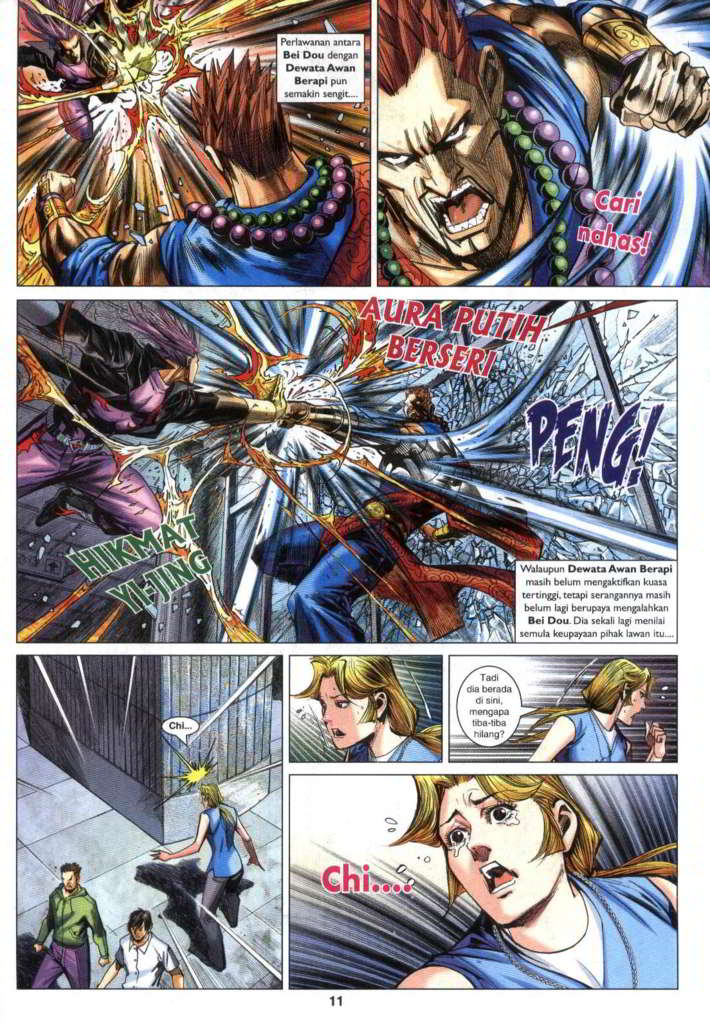 Perlawanan antara
Bei Dou dengan
Dewata Awan
Berapi pun
semakin sengit....
Cari
nahas!
AURA PUTIH
BERSERI
PENG!
HIKMAT
YI-JING
Walaupun Dewata Awan Berapi
masih belum mengaktifkan kuasa
tertinggi, tetapi serangannya masih
belum lagi berupaya mengalahkan
Bei Dou. Dia sekali lagi menilai
semula keupayaan pihak lawan itu....
Chi...
Tadi
dia berada
di sini,
mengapa
tiba-tiba
hilang?
Chi....
11